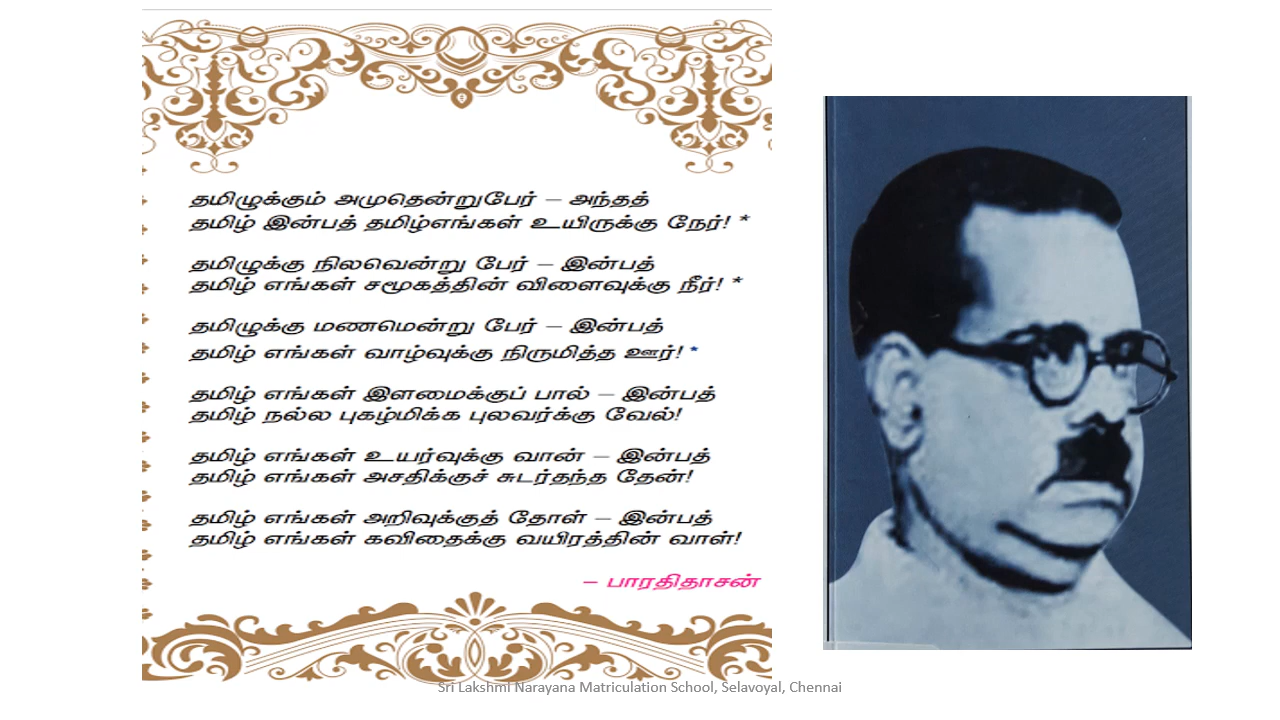 தமிழுக்கும் அமுதென்றுபேர் – அந்தத்
தமிழ் இன்பத் தமிழ்எங்கள் உயிருக்கு நேர்! *
தமிழுக்கு நிலவென்று பேர் – இன்பத்
தமிழ் எங்கள் சமூகத்தின் விளைவுக்கு நீர்! *
தமிழுக்கு மணமென்று பேர் – இன்பத்
தமிழ் எங்கள் வாழ்வுக்கு நிருமித்த ஊர்! *
தமிழ் எங்கள் இளமைக்குப் பால் – இன்பத்
தமிழ் நல்ல புகழ்மிக்க புலவர்க்கு வேல்!
தமிழ் எங்கள் உயர்வுக்கு வான் – இன்பத்
தமிழ் எங்கள் அசதிக்குச் சுடர்தந்த தேன்!
தமிழ் எங்கள் அறிவுக்குத் தோள் – இன்பத்
தமிழ் எங்கள் கவிதைக்கு வயிரத்தின் வாள்!
– பாரதிதாசன்
Sri Lakshmi Narayana Matriculation School, Selavoyal, Chennai